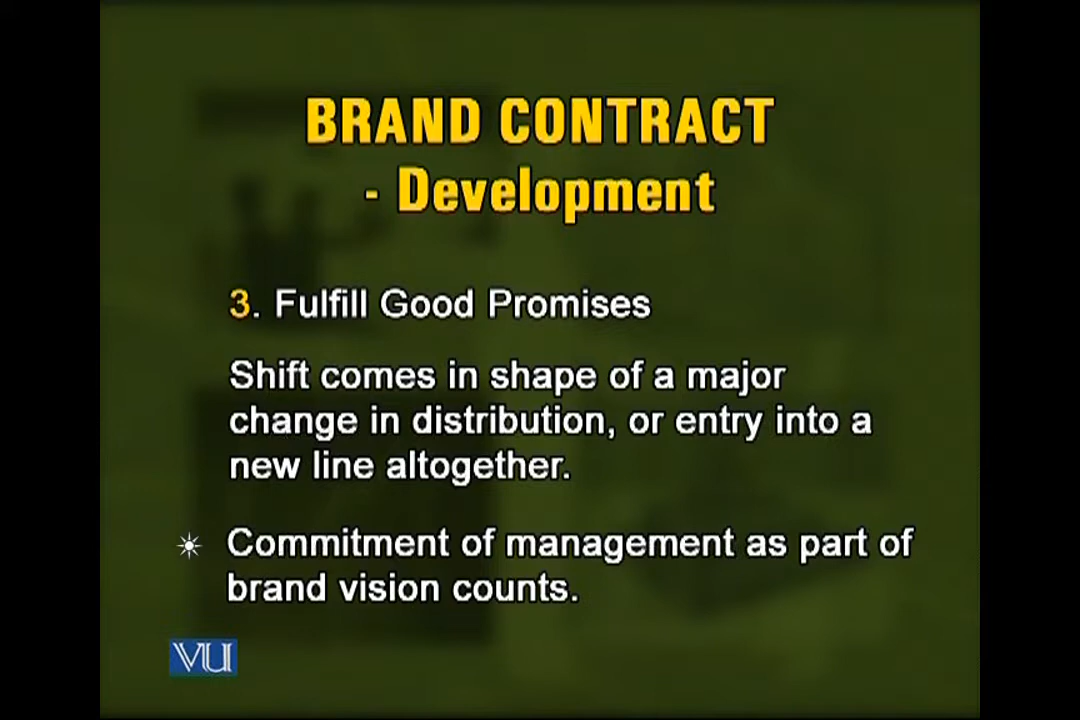 BRAND CONTRACT
- Development
3. Fulfill Good Promises
Shift comes in shape of a major
change in distribution, or entry into a
new line altogether.
Commitment of management as part of
brand vision counts.
VU